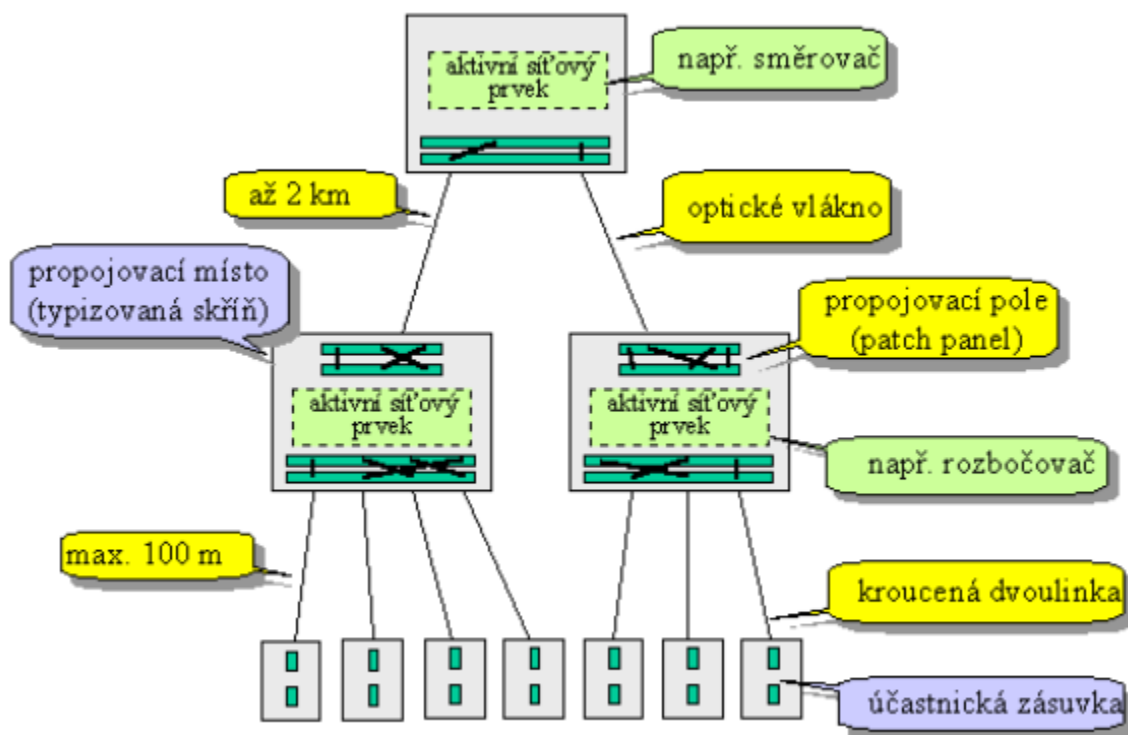 aktivní síťový
prvek
např. směrovač
až 2 km
optické vlákno
propojovací místo
(typizovaná skříň)
propojovací pole
(patch panel)
aktivní síťový
prvek
aktivní síťový
prvek
např. rozbočovač
max. 100 m
kroucená dvoulinka
účastnická zásuvka